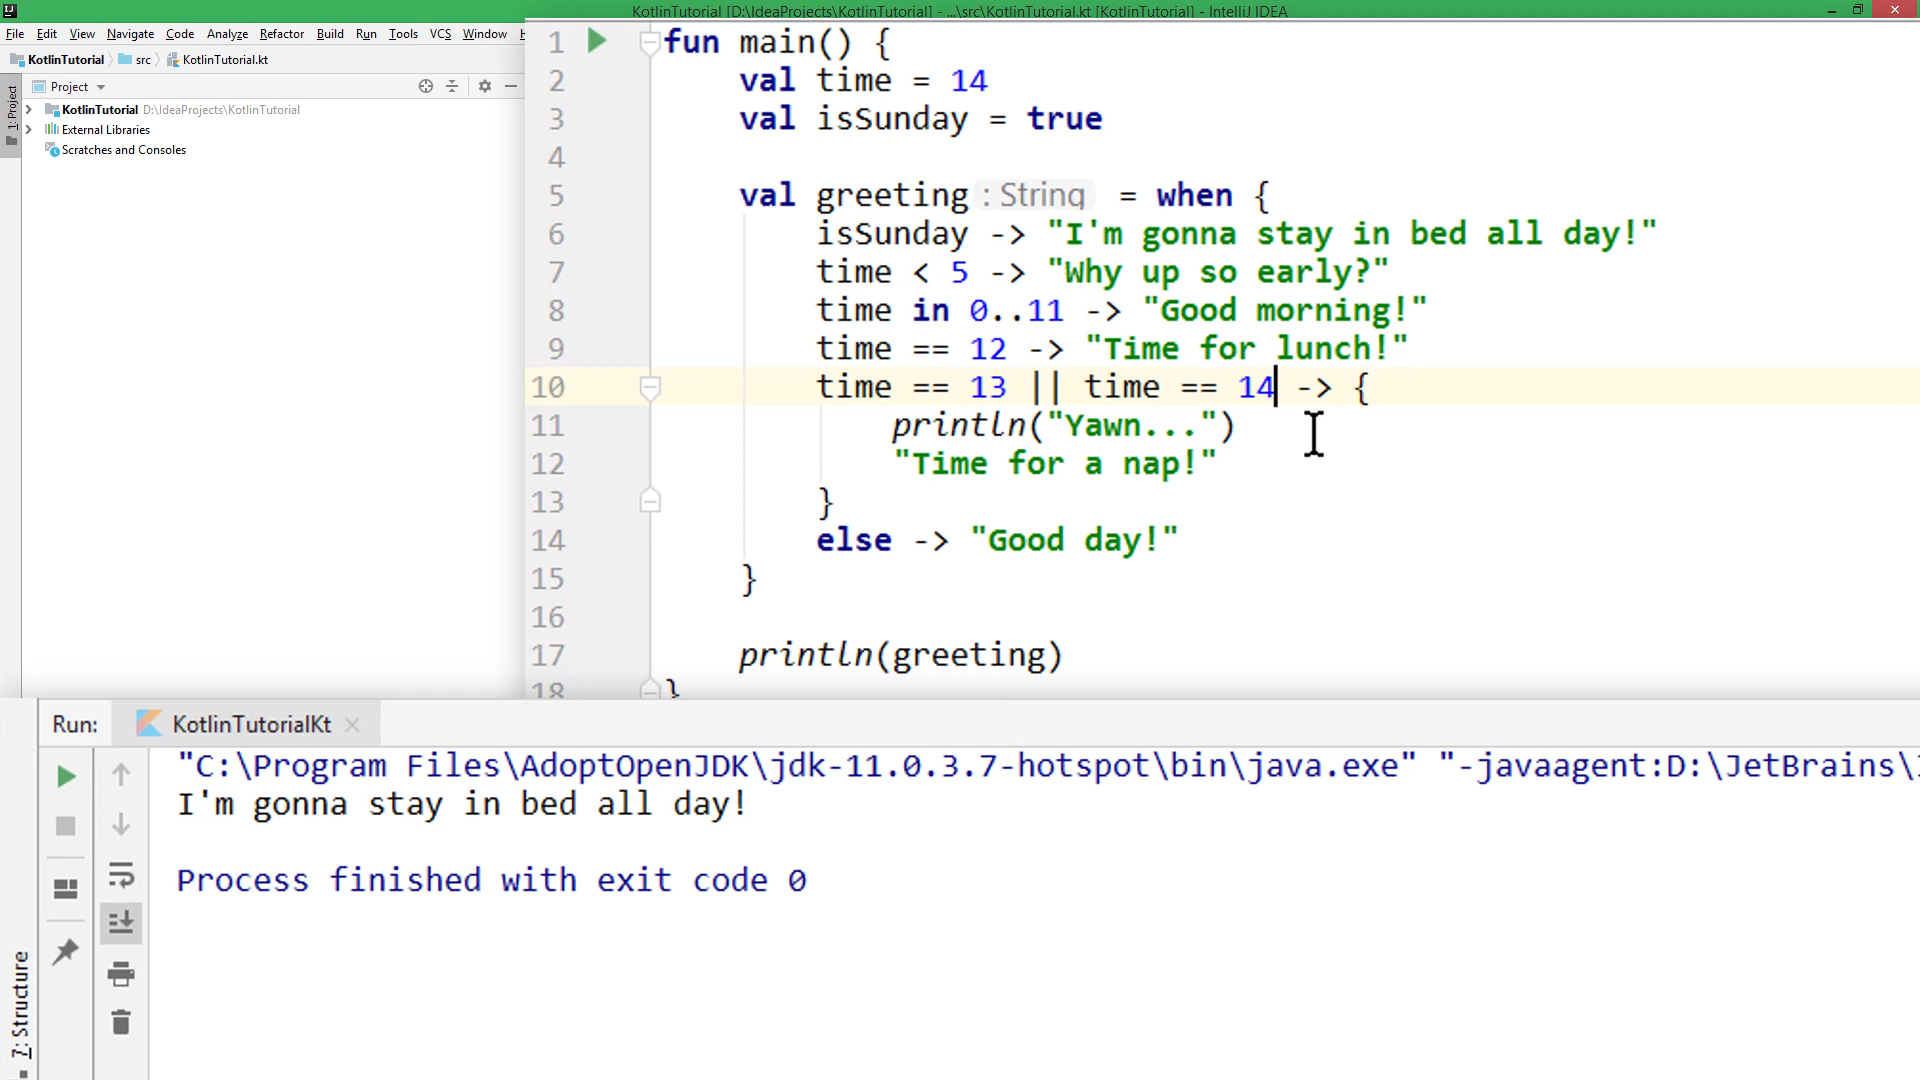 KotlinTutorial [D:\IdeaProjects\KotlinTutorial] - ...\src\KotlinTutorial.kt [KotlinTutorial] - IntelliJ IDEA
File Edit View Navigate Code Analyze Refactor Build Run Tools VCS Window
KotlinTutorial src KotlinTutorial.kt
Project
1: Project
KotlinTutorial D:\IdeaProjects\KotlinTutorial
External Libraries
Scratches and Consoles
1 fun main() {
2 val time = 14
3 val isSunday = true
4
5 val greeting : String = when {
6 isSunday -> "I'm gonna stay in bed all day!"
7 time < 5 -> "Why up so early?"
8 time in 0..11 -> "Good morning!"
9 time == 12 -> "Time for lunch!"
10 time == 13 || time == 14 -> {
11 println("Yawn...")
12 "Time for a nap!"
13 }
14 else -> "Good day!"
15 }
16
17 println(greeting)
18 }
Run: KotlinTutorialKt
"C:\Program Files\AdoptOpenJDK\jdk-11.0.3.7-hotspot\bin\java.exe" "-javaagent:D:\JetBrains\
I'm gonna stay in bed all day!
Process finished with exit code 0
7: Structure